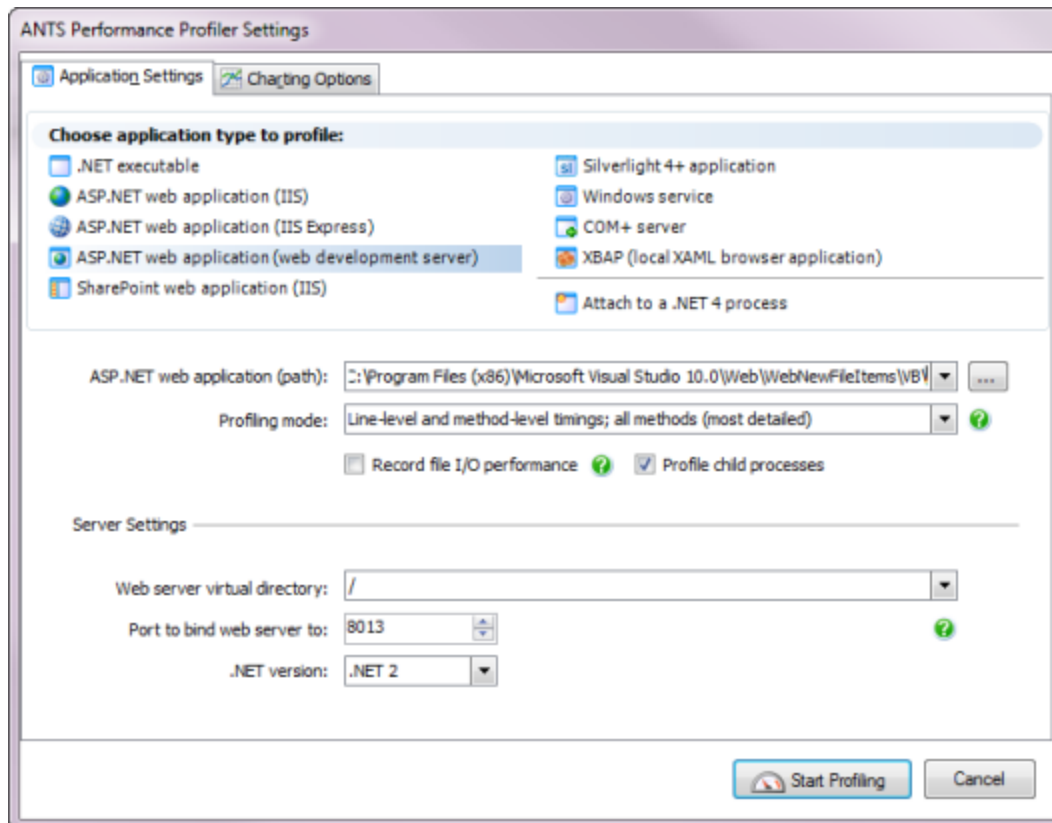 ANTS Performance Profiler Settings
Application Settings
Charting Options
Choose application type to profile:
.NET executable
ASP.NET web application (IIS)
ASP.NET web application (IIS Express)
ASP.NET web application (web development server)
SharePoint web application (IIS)
Silverlight 4+ application
Windows service
COM+ server
XBAP (local XAML browser application)
Attach to a .NET 4 process
ASP.NET web application (path): C:\Program Files (x86)\Microsoft Visual Studio 10.0\Web\WebNewFileItems\VB\ ...
Profiling mode: Line-level and method-level timings; all methods (most detailed) ?
Record file I/O performance ? Profile child processes
Server Settings
Web server virtual directory: /
Port to bind web server to: 8013 ?
.NET version: .NET 2
Start Profiling Cancel